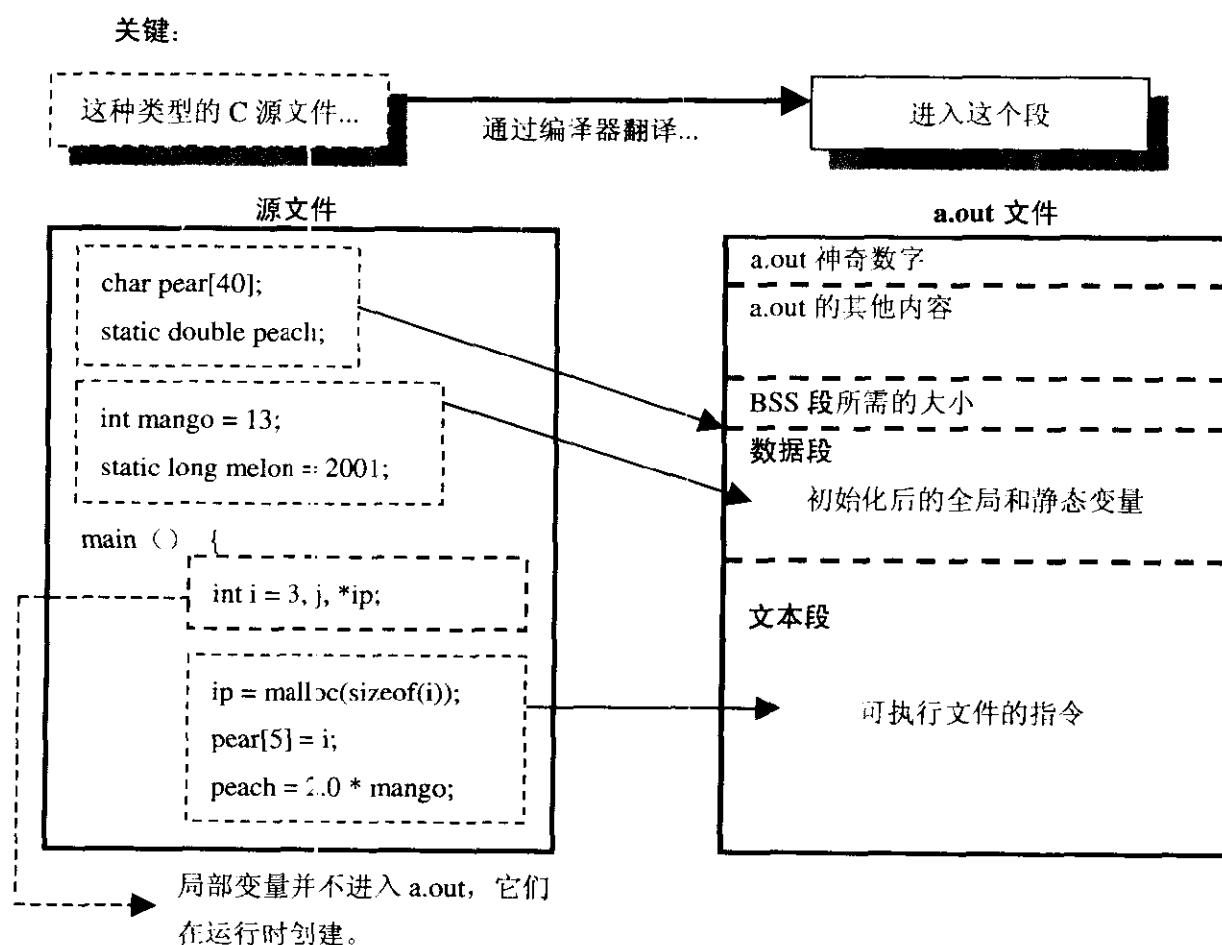 关键：
这种类型的 C 源文件...
通过编译器翻译...
进入这个段
源文件
char pear[40];
static double peach;
int mango = 13;
static long melon = 2001;
main（） {
int i = 3, j, *ip;
ip = malloc(sizeof(i));
pear[5] = i;
peach = 2.0 * mango;
局部变量并不进入 a.out，它们
在运行时创建。
a.out 文件
a.out 神奇数字
a.out 的其他内容
BSS 段所需的大小
数据段
初始化后的全局和静态变量
文本段
可执行文件的指令